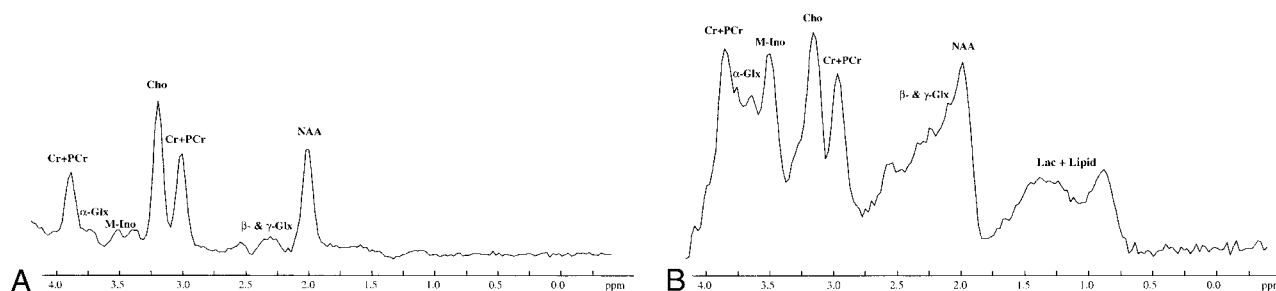 A
Cr+PCr
α-Glx
M-Ino
Cho
Cr+PCr
β- & γ-Glx
NAA
4.0 3.5 3.0 2.5 2.0 1.5 1.0 0.5 0.0 ppm
B
Cr+PCr
α-Glx
M-Ino
Cho
Cr+PCr
β- & γ-Glx
NAA
Lac + Lipid
4.0 3.5 3.0 2.5 2.0 1.5 1.0 0.5 0.0 ppm